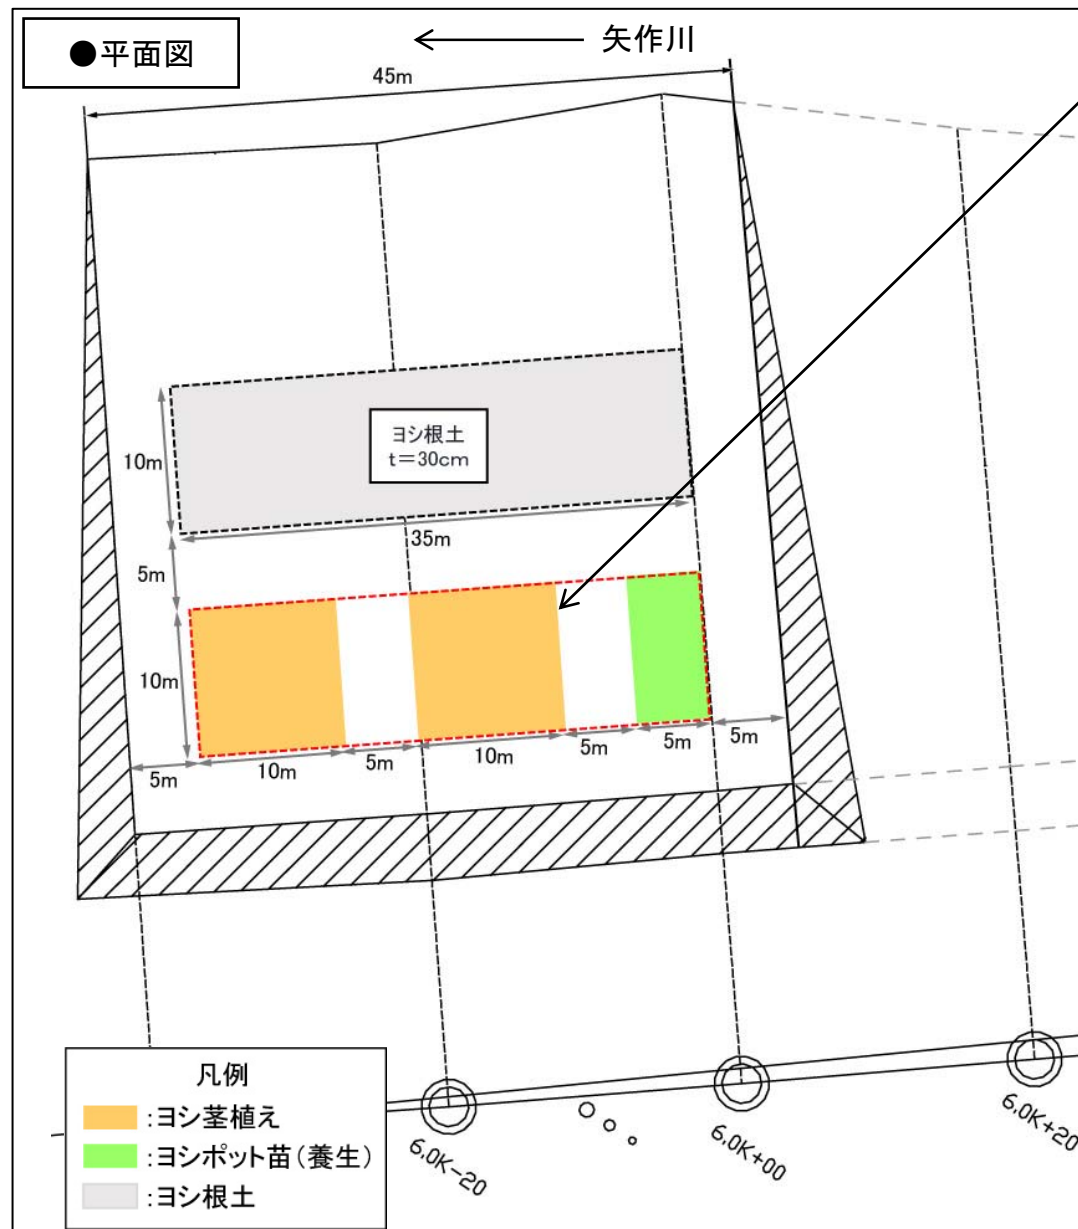 ●平面図
矢作川
45m
ヨシ根土
t=30cm
10m
35m
5m
10m
5m
10m
5m
10m
5m
5m
5m
凡例
:ヨシ茎植え
:ヨシポット苗(養生)
:ヨシ根土
6.0K-20
6.0K+00
6.0K+20